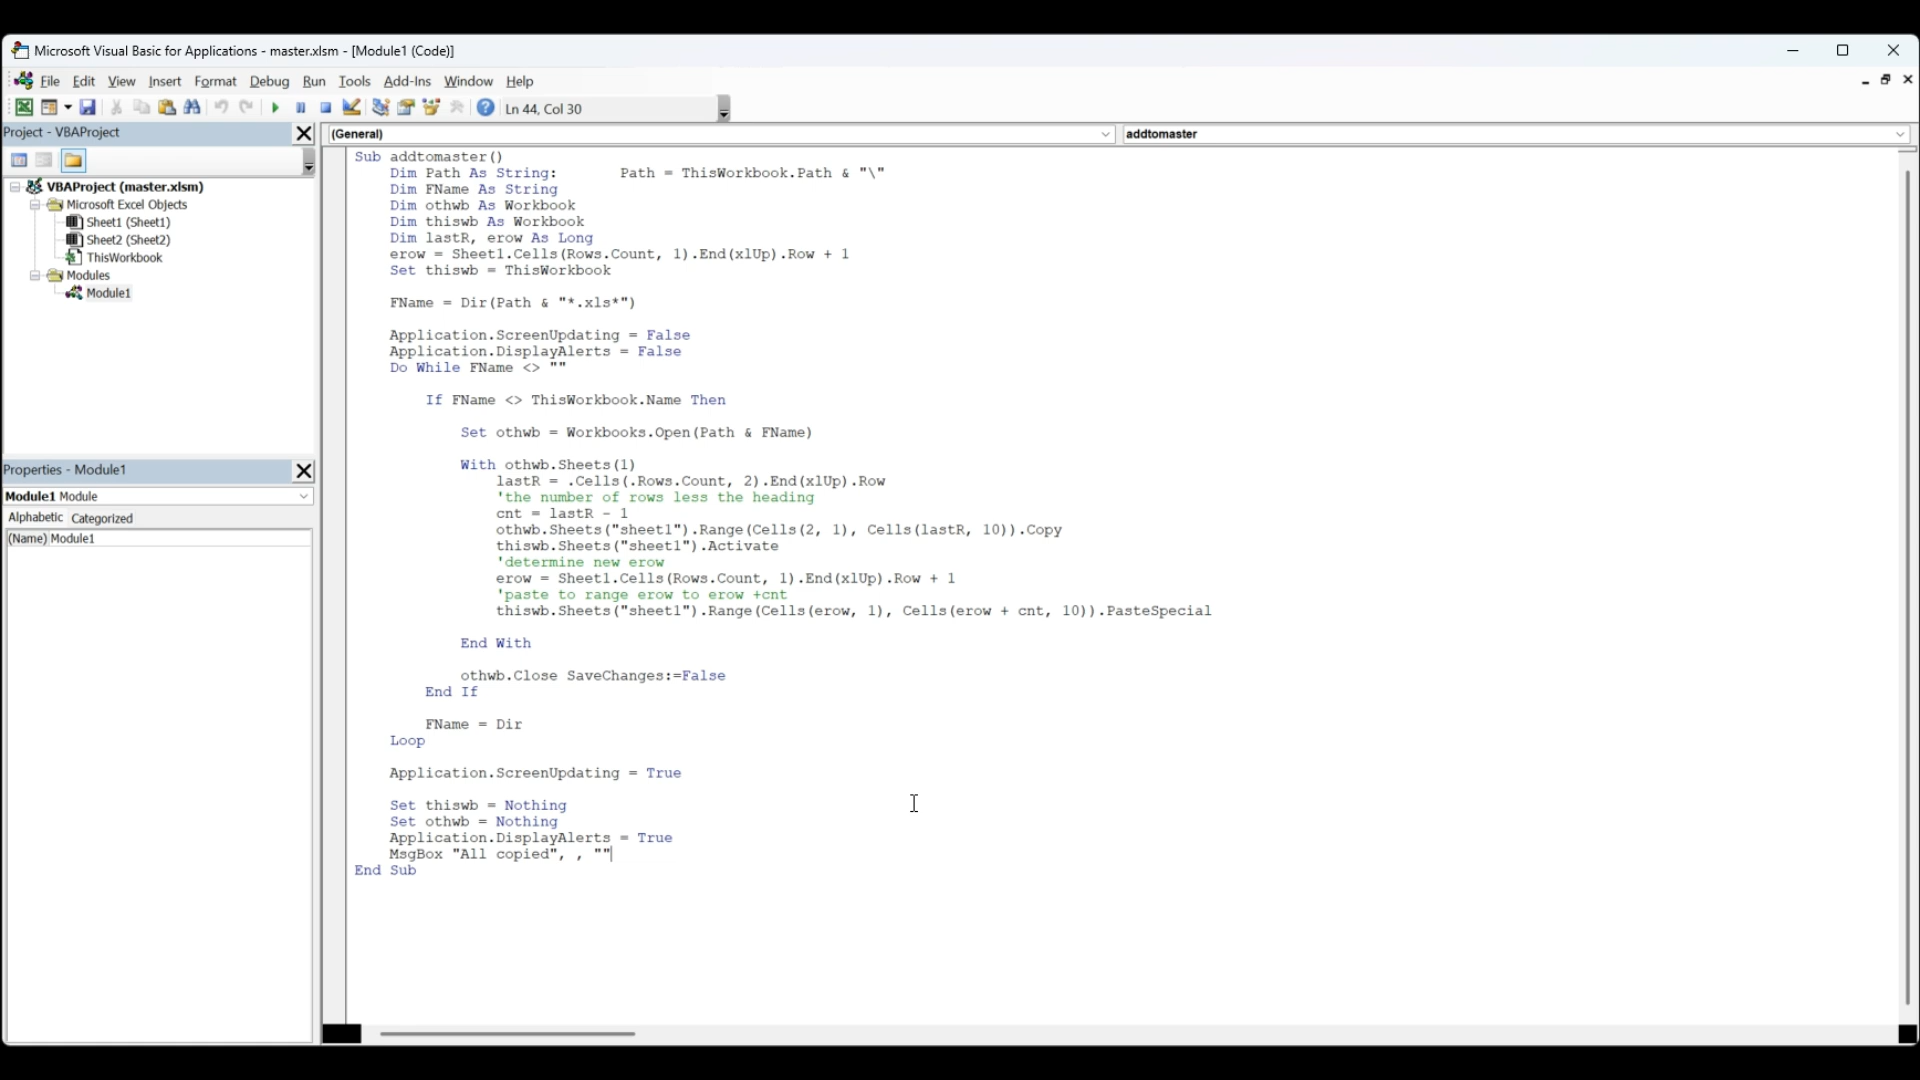 Microsoft Visual Basic for Applications - master.xlsm - [Module1 (Code)]
File Edit View Insert Format Debug Run Tools Add-Ins Window Help
Ln 44, Col 30
Project - VBAProject
VBAProject (master.xlsm)
Microsoft Excel Objects
Sheet1 (Sheet1)
Sheet2 (Sheet2)
ThisWorkbook
Modules
Module1
Properties - Module1
Module1 Module
Alphabetic Categorized
(Name) Module1
(General) addtomaster
Sub addtomaster()
Dim Path As String: Path = ThisWorkbook.Path & "\"
Dim FName As String
Dim othwb As Workbook
Dim thiswb As Workbook
Dim lastR, erow As Long
erow = Sheet1.Cells(Rows.Count, 1).End(xlUp).Row + 1
Set thiswb = ThisWorkbook
FName = Dir(Path & "*.xls*")
Application.ScreenUpdating = False
Application.DisplayAlerts = False
Do While FName <> ""
If FName <> ThisWorkbook.Name Then
Set othwb = Workbooks.Open(Path & FName)
With othwb.Sheets(1)
lastR = .Cells(.Rows.Count, 2).End(xlUp).Row
'the number of rows less the heading
cnt = lastR - 1
othwb.Sheets("sheet1").Range(Cells(2, 1), Cells(lastR, 10)).Copy
thiswb.Sheets("sheet1").Activate
'determine new erow
erow = Sheet1.Cells(Rows.Count, 1).End(xlUp).Row + 1
'paste to range erow to erow +cnt
thiswb.Sheets("sheet1").Range(Cells(erow, 1), Cells(erow + cnt, 10)).PasteSpecial
End With
othwb.Close SaveChanges:=False
End If
FName = Dir
Loop
Application.ScreenUpdating = True
Set thiswb = Nothing
Set othwb = Nothing
Application.DisplayAlerts = True
MsgBox "All copied", , ""
End Sub